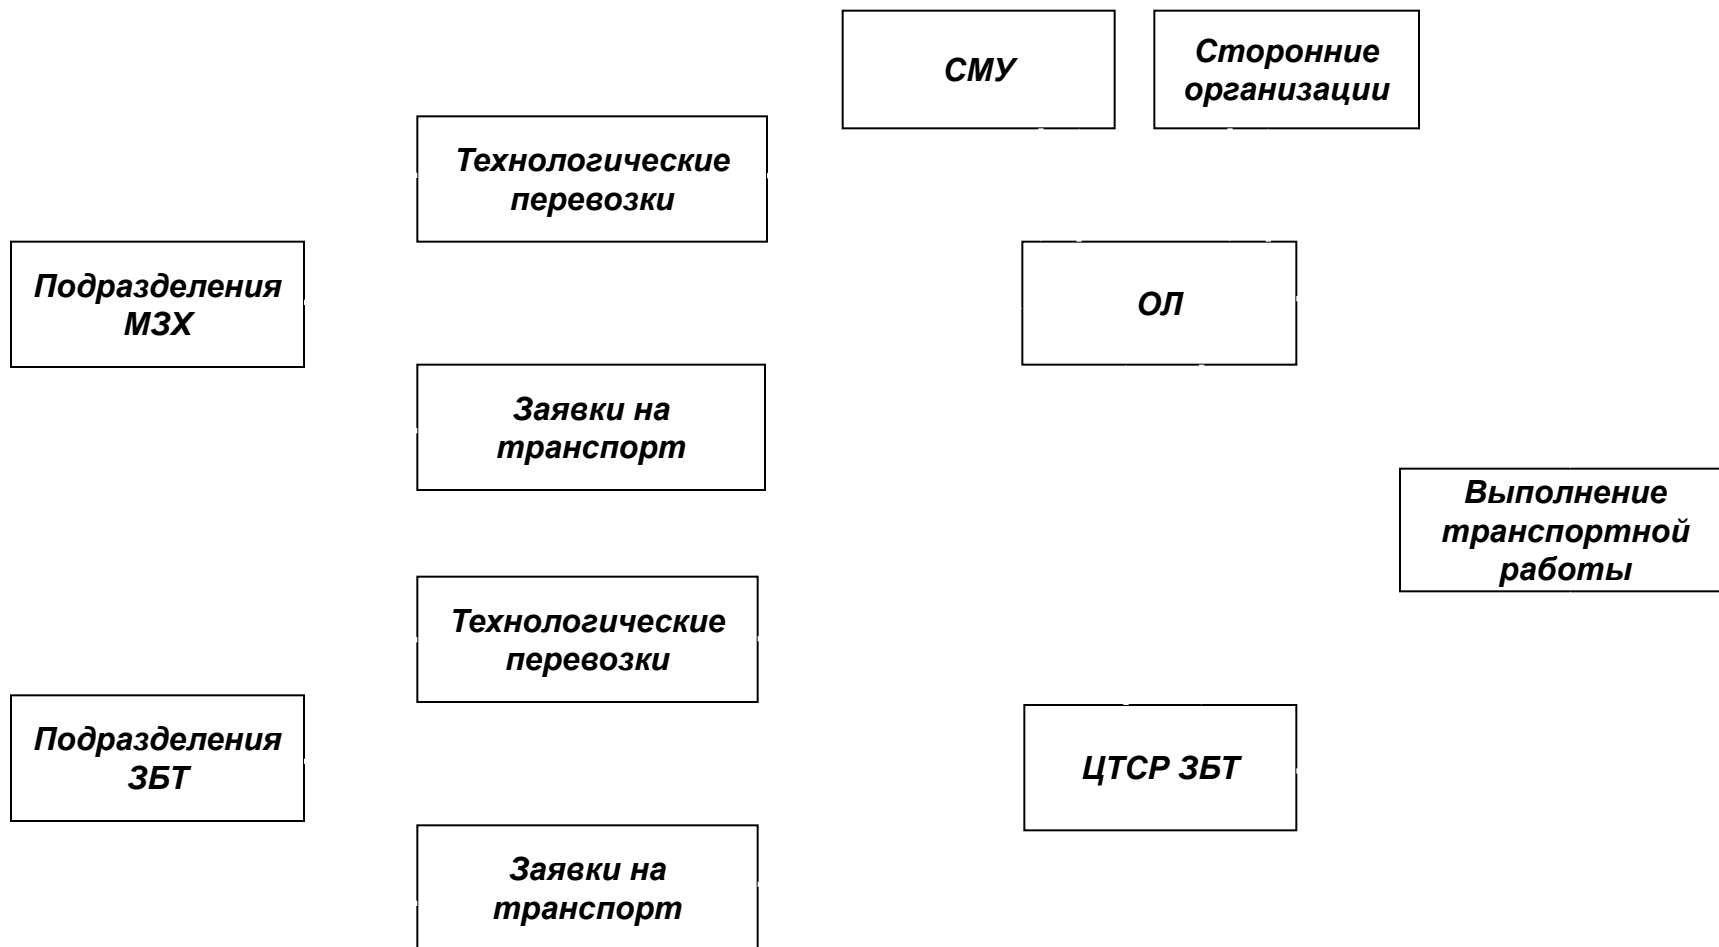 СМУ
Сторонние
организации
Технологические
перевозки
Подразделения
МЗХ
ОЛ
Заявки на
транспорт
Выполнение
транспортной
работы
Технологические
перевозки
Подразделения
ЗБТ
ЦТСР ЗБТ
Заявки на
транспорт